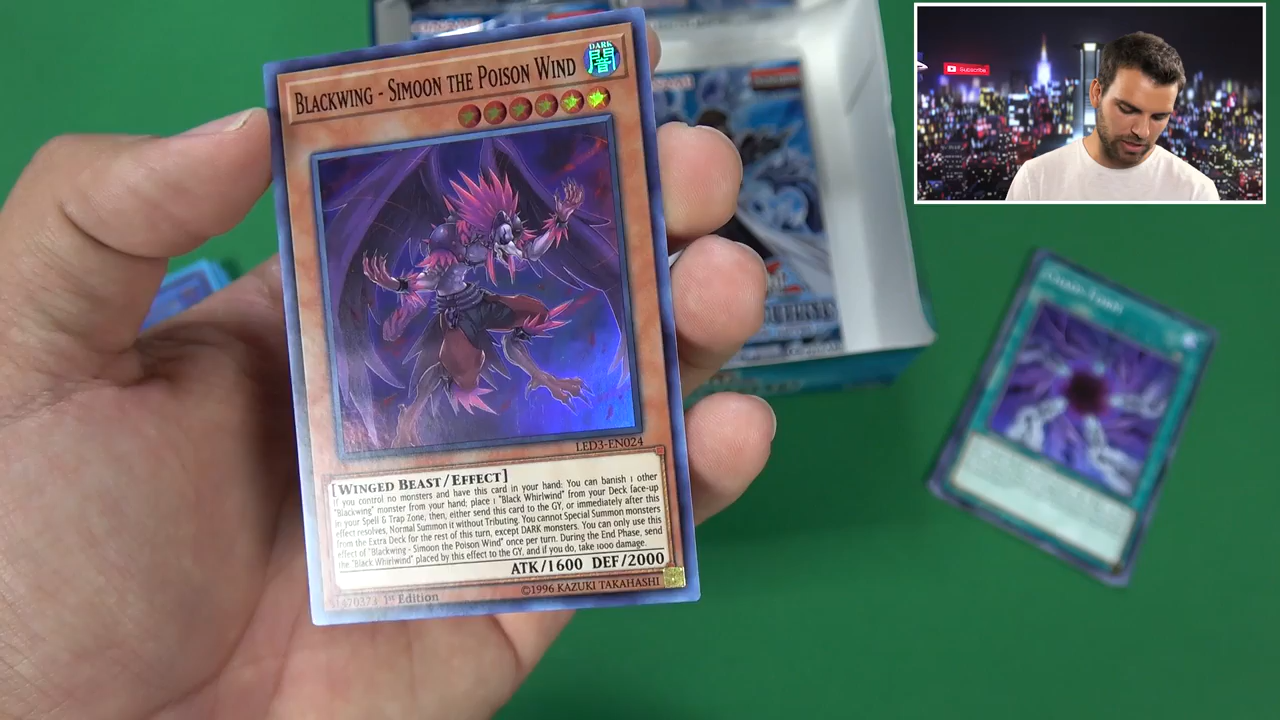 BLACKWING - SIMOON THE POISON WIND
DARK
闇
LED3-EN024
[WINGED BEAST/EFFECT]
If you control no monsters and have this card in your hand: You can banish 1 other
"Blackwing" monster from your hand; place 1 "Black Whirlwind" from your Deck face-up
in your Spell & Trap Zone, then, either send this card to the GY, or immediately after this
effect resolves, Normal Summon it without Tributing. You cannot Special Summon monsters
from the Extra Deck for the rest of this turn, except DARK monsters. You can only use this
effect of "Blackwing - Simoon the Poison Wind" once per turn. During the End Phase, send
the "Black Whirlwind" placed by this effect to the GY, and if you do, take 1000 damage.
ATK/1600 DEF/2000
1st Edition
©1996 KAZUKI TAKAHASHI
Subscribe